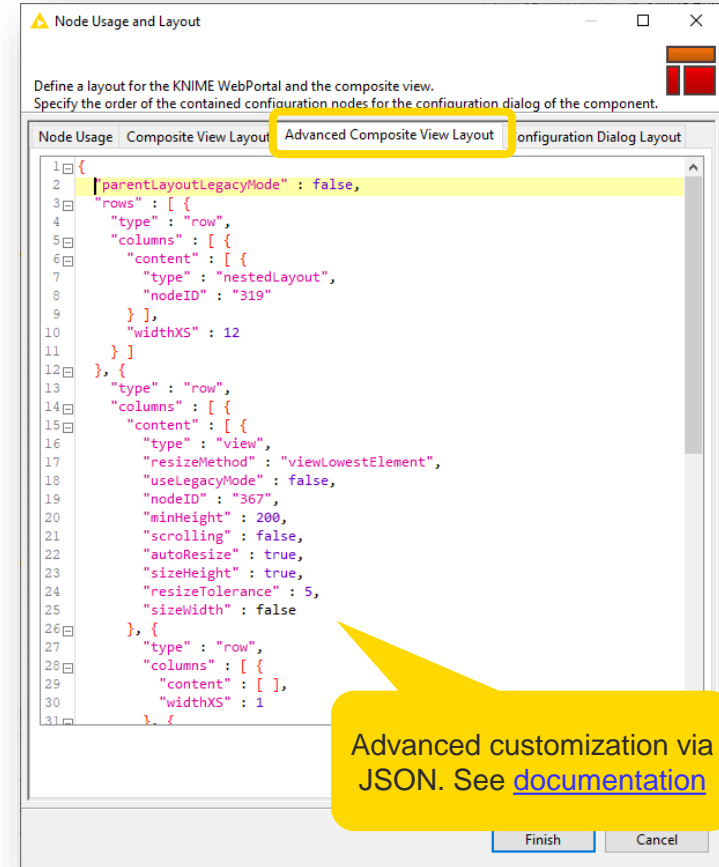 Node Usage and Layout
Define a layout for the KNIME WebPortal and the composite view.
Specify the order of the contained configuration nodes for the configuration dialog of the component.
Node Usage Composite View Layout Advanced Composite View Layout Configuration Dialog Layout
1 {
2 "parentLayoutLegacyMode" : false,
3 "rows" : [ {
4 "type" : "row",
5 "columns" : [ {
6 "content" : [ {
7 "type" : "nestedLayout",
8 "nodeID" : "319"
9 } ],
10 "widthXS" : 12
11 } ]
12 }, {
13 "type" : "row",
14 "columns" : [ {
15 "content" : [ {
16 "type" : "view",
17 "resizeMethod" : "viewLowestElement",
18 "useLegacyMode" : false,
19 "nodeID" : "367",
20 "minHeight" : 200,
21 "scrolling" : false,
22 "autoResize" : true,
23 "sizeHeight" : true,
24 "resizeTolerance" : 5,
25 "sizeWidth" : false
26 }, {
27 "type" : "row",
28 "columns" : [ {
29 "content" : [ ],
30 "widthXS" : 1
31 }, {
Advanced customization via
JSON. See documentation
Finish Cancel